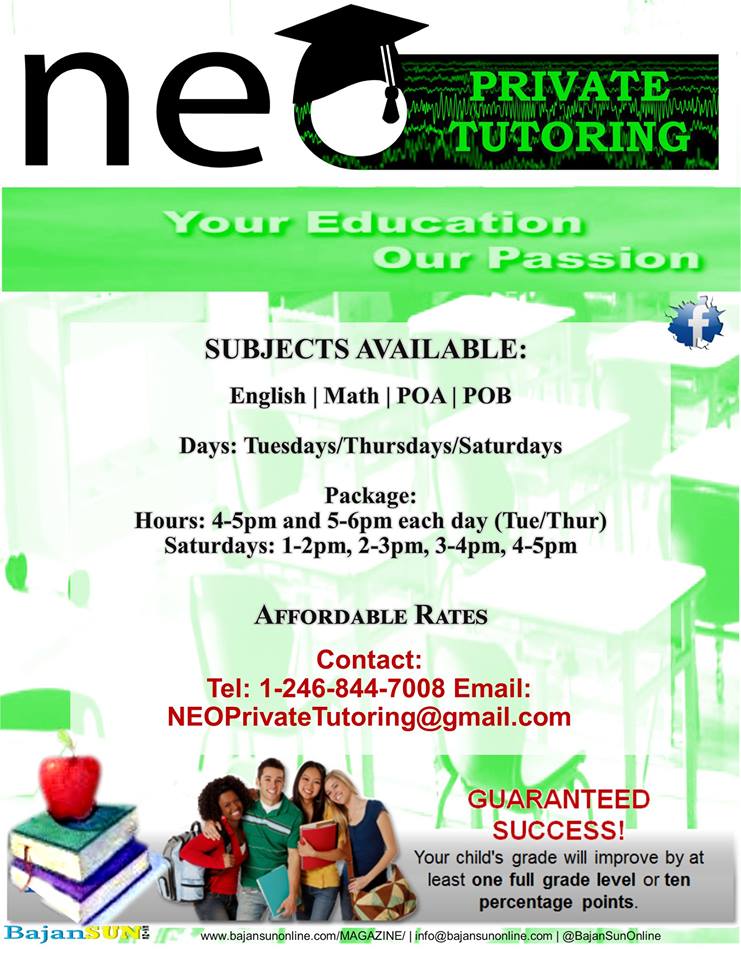 neo
PRIVATE
TUTORING
Your Education
Our Passion
f
SUBJECTS AVAILABLE:
English | Math | POA | POB
Days: Tuesdays/Thursdays/Saturdays
Package:
Hours: 4-5pm and 5-6pm each day (Tue/Thur)
Saturdays: 1-2pm, 2-3pm, 3-4pm, 4-5pm
AFFORDABLE RATES
Contact:
Tel: 1-246-844-7008 Email:
NEOPrivateTutoring@gmail.com
GUARANTEED
SUCCESS!
Your child's grade will improve by at
least one full grade level or ten
percentage points.
BajanSUN
www.bajansunonline.com/MAGAZINE/ | info@bajansunonline.com | @BajanSunOnline